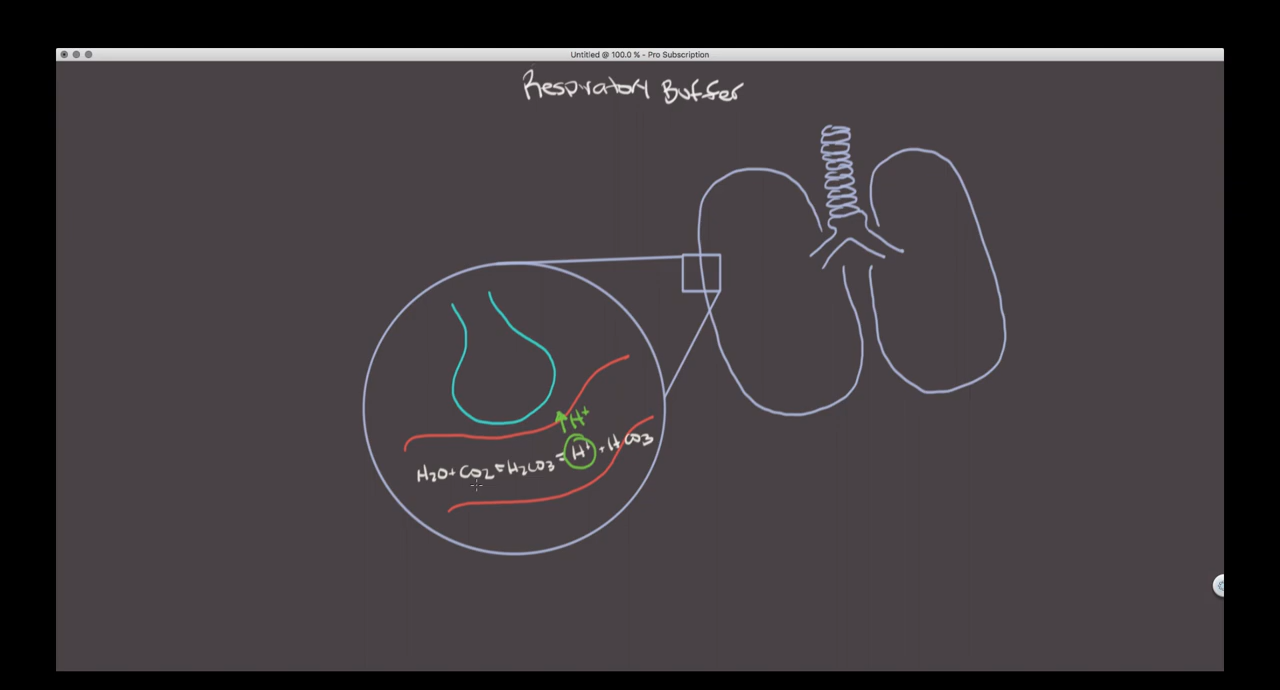 Untitled @ 100.0 % - Pro Subscription
Respiratory Buffer
↑ H+
H2O + CO2 = H2CO3 = H+ + HCO3